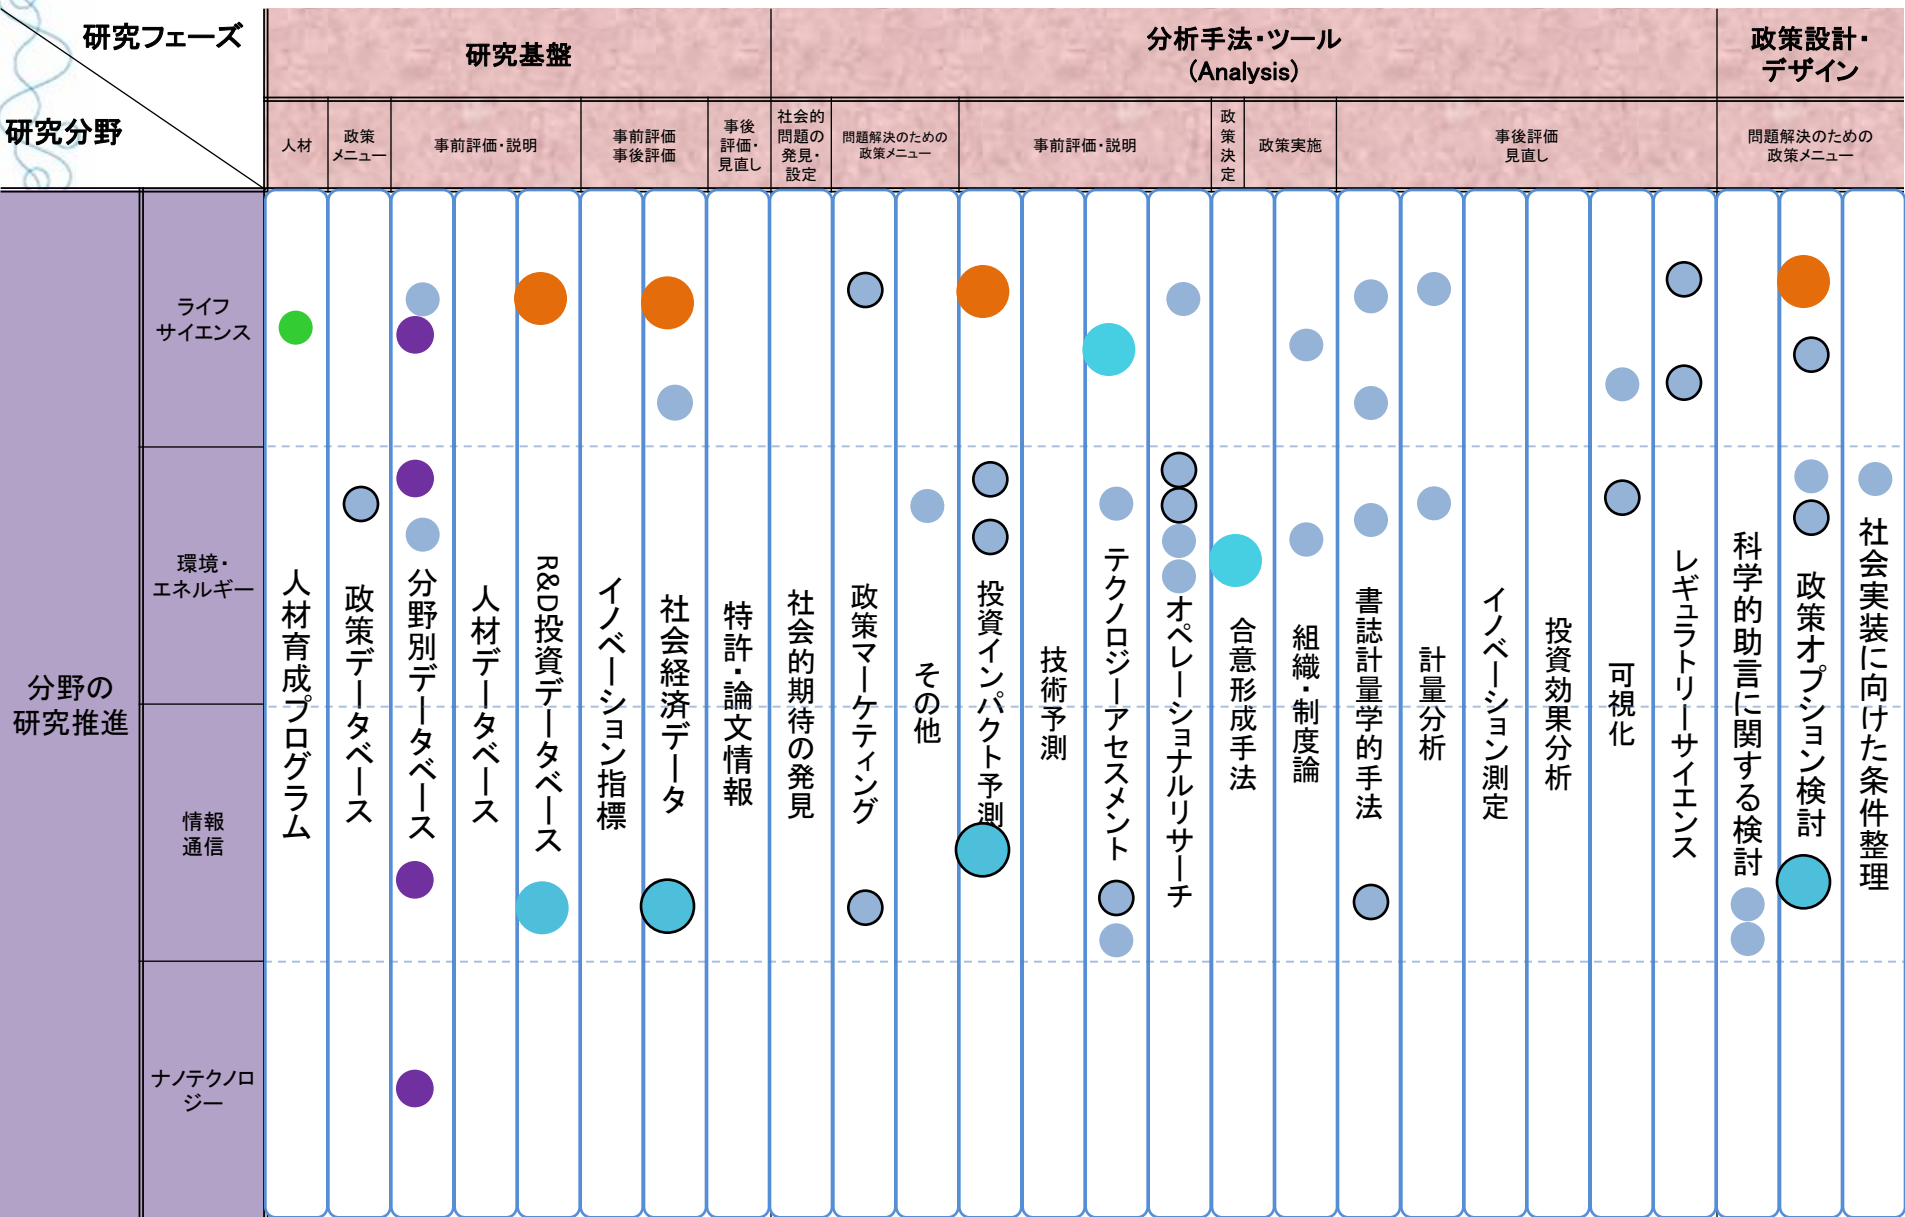 研究フェーズ
研究分野
研究基盤
分析手法・ツール
(Analysis)
政策設計・
デザイン
人材
政策
メニュー
事前評価・説明
事前評価
事後評価
事後
評価・
見直し
社会的
問題の
発見・
設定
問題解決のための
政策メニュー
事前評価・説明
政
策
決
定
政策実施
事後評価
見直し
問題解決のための
政策メニュー
分野の
研究推進
ライフ
サイエンス
環境・
エネルギー
情報
通信
ナノテクノロ
ジー
人材育成プログラム
政策データベース
分野別データベース
人材データベース
R&D投資データベース
イノベーション指標
社会経済データ
特許・論文情報
社会的期待の発見
政策マーケティング
その他
投資インパクト予測
技術予測
テクノロジーアセスメント
オペレーショナルリサーチ
合意形成手法
組織・制度論
書誌計量学的手法
計量分析
イノベーション測定
投資効果分析
可視化
レギュラトリーサイエンス
科学的助言に関する検討
政策オプション検討
社会実装に向けた条件整理